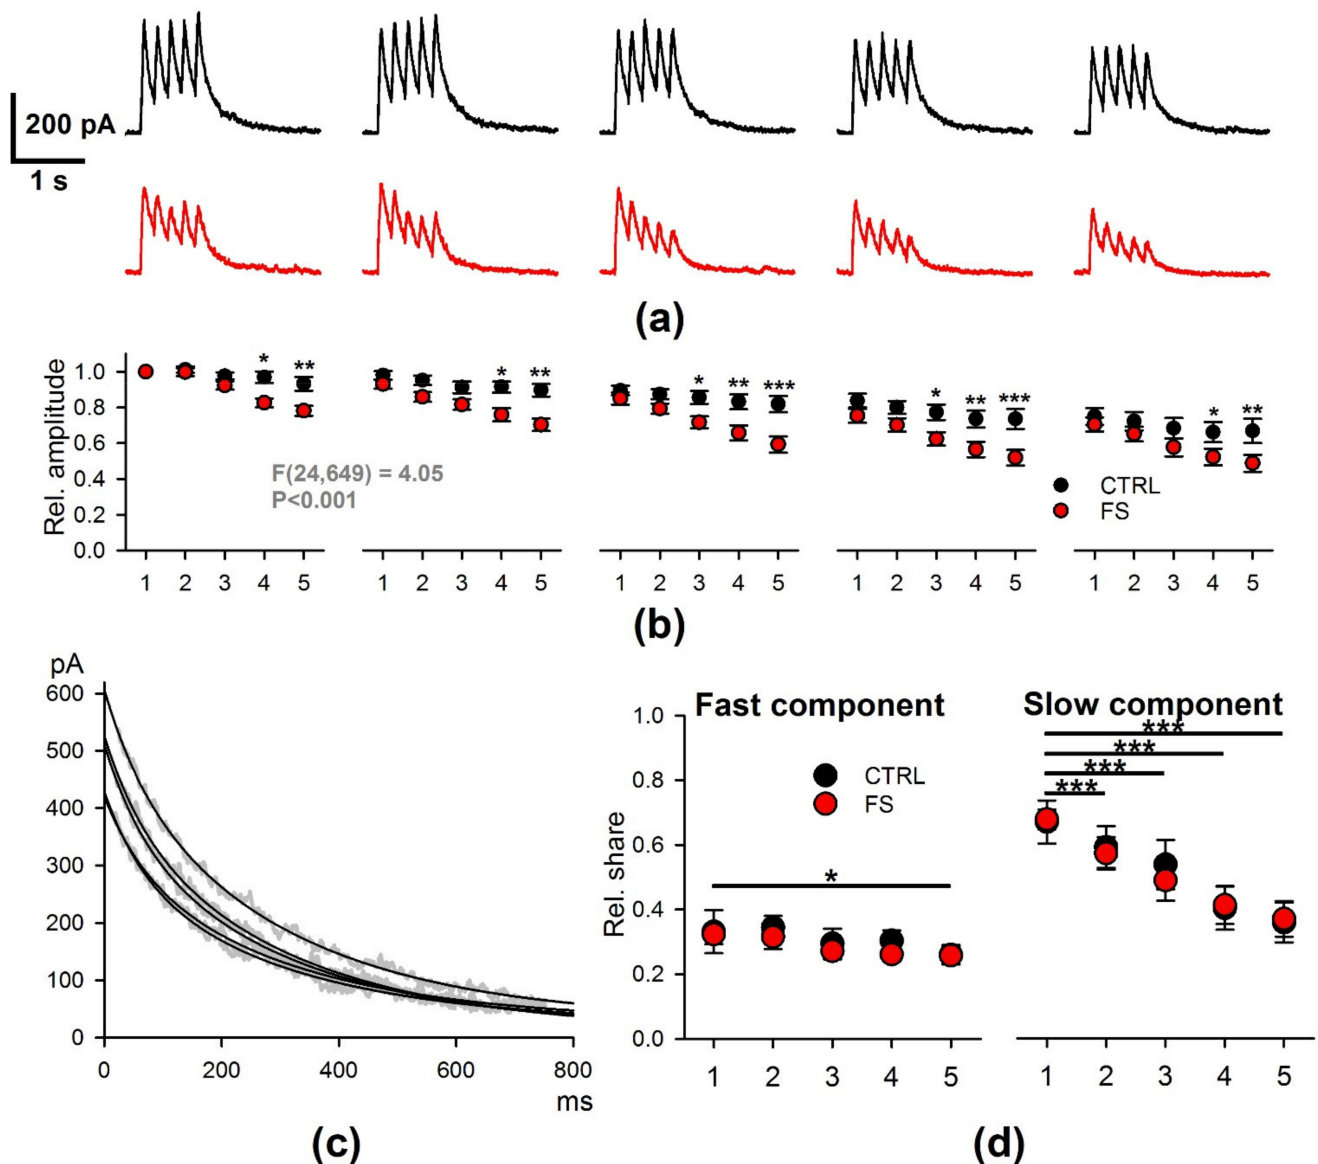 200 pA
1 s
(a)
Rel. amplitude
1.0
0.8
0.6
0.4
0.2
0.0
* **
* **
* ** ***
* ** ***
* **
F(24,649) = 4.05
P<0.001
CTRL
FS
1 2 3 4 5
1 2 3 4 5
1 2 3 4 5
1 2 3 4 5
1 2 3 4 5
(b)
pA
600
500
400
300
200
100
0
0 200 400 600 800
ms
(c)
Fast component
Slow component
Rel. share
1.0
0.8
0.6
0.4
0.2
0.0
CTRL
FS
*
***
***
***
***
1 2 3 4 5
1 2 3 4 5
(d)